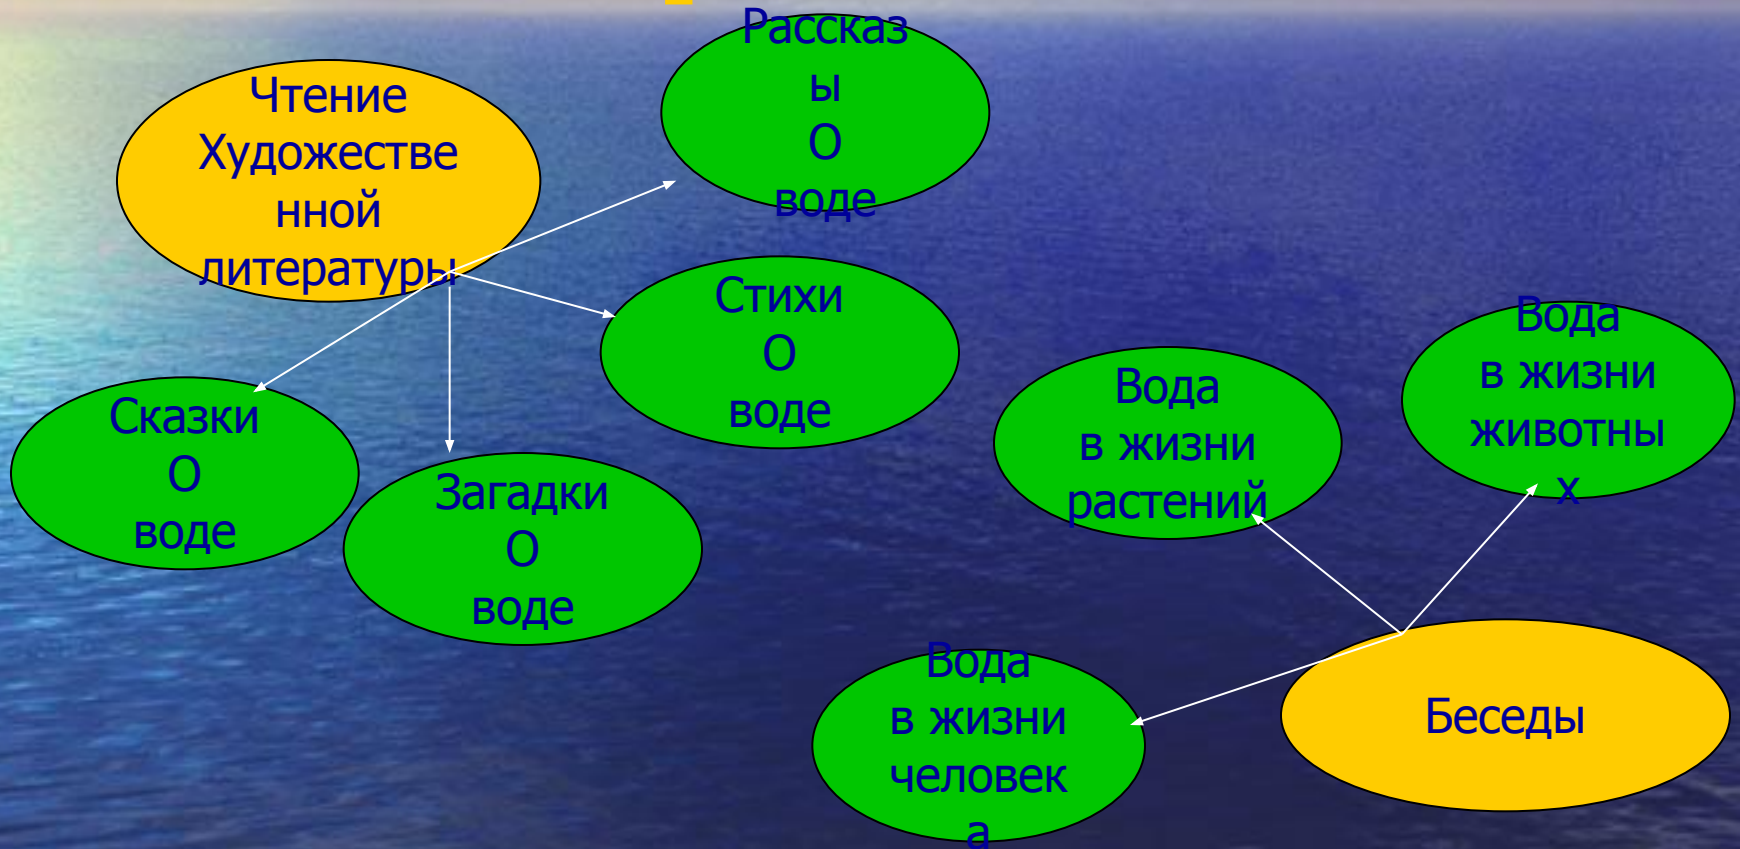 Чтение
Художестве
нной
литературы
Рассказ
ы
О
воде
Стихи
О
воде
Сказки
О
воде
Загадки
О
воде
Вода
в жизни
растений
Вода
в жизни
животны
х
Вода
в жизни
человек
а
Беседы